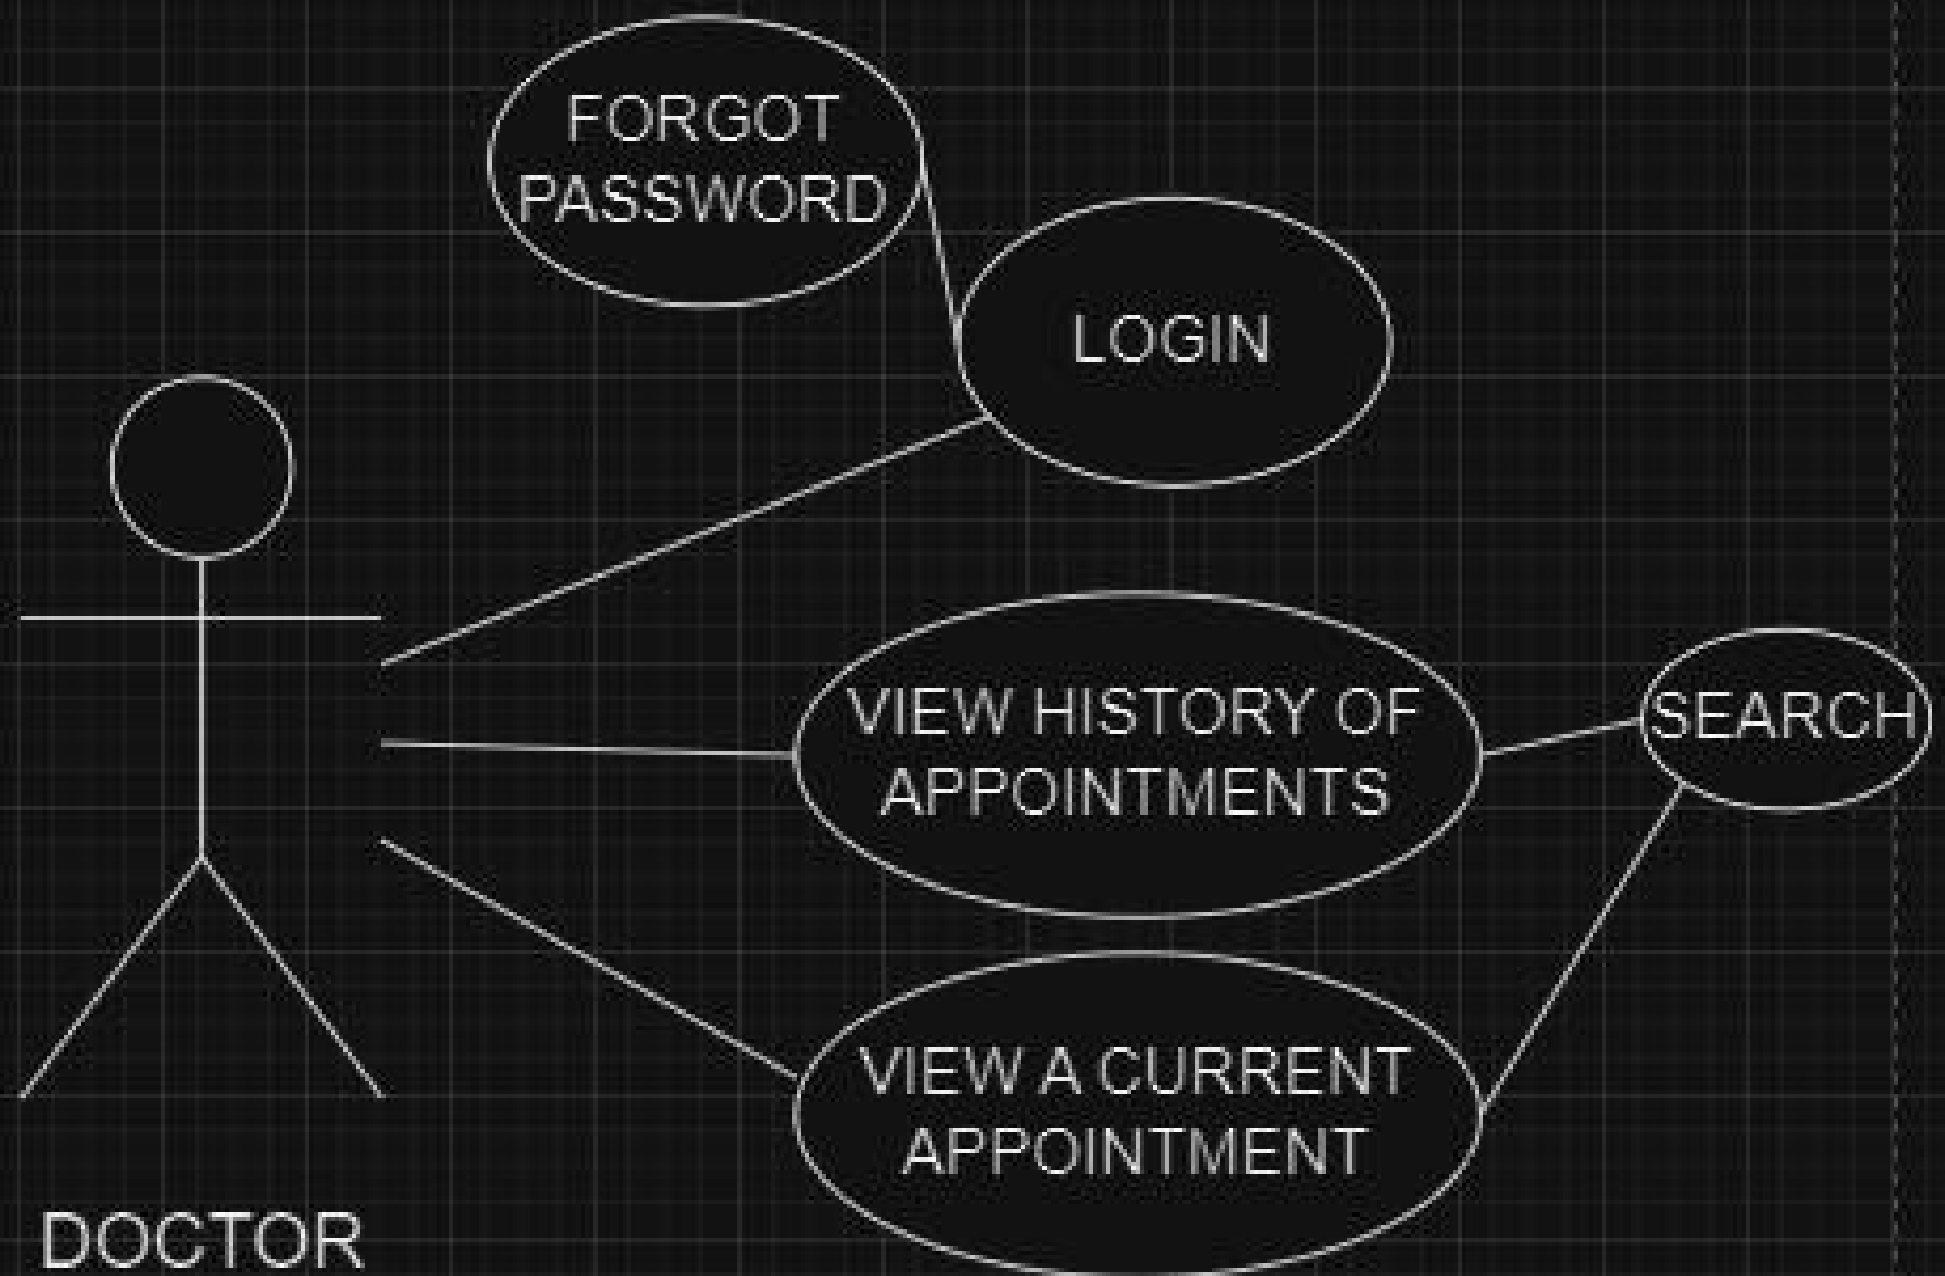 FORGOT
PASSWORD
LOGIN
VIEW HISTORY OF
APPOINTMENTS
SEARCH
VIEW A CURRENT
APPOINTMENT
DOCTOR